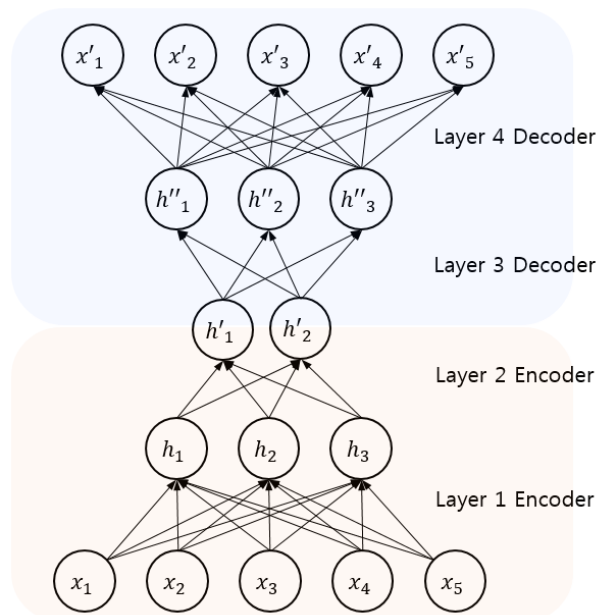 x′₁ x′₂ x′₃ x′₄ x′₅
Layer 4 Decoder
h″₁ h″₂ h″₃
Layer 3 Decoder
h′₁ h′₂
Layer 2 Encoder
h₁ h₂ h₃
Layer 1 Encoder
x₁ x₂ x₃ x₄ x₅